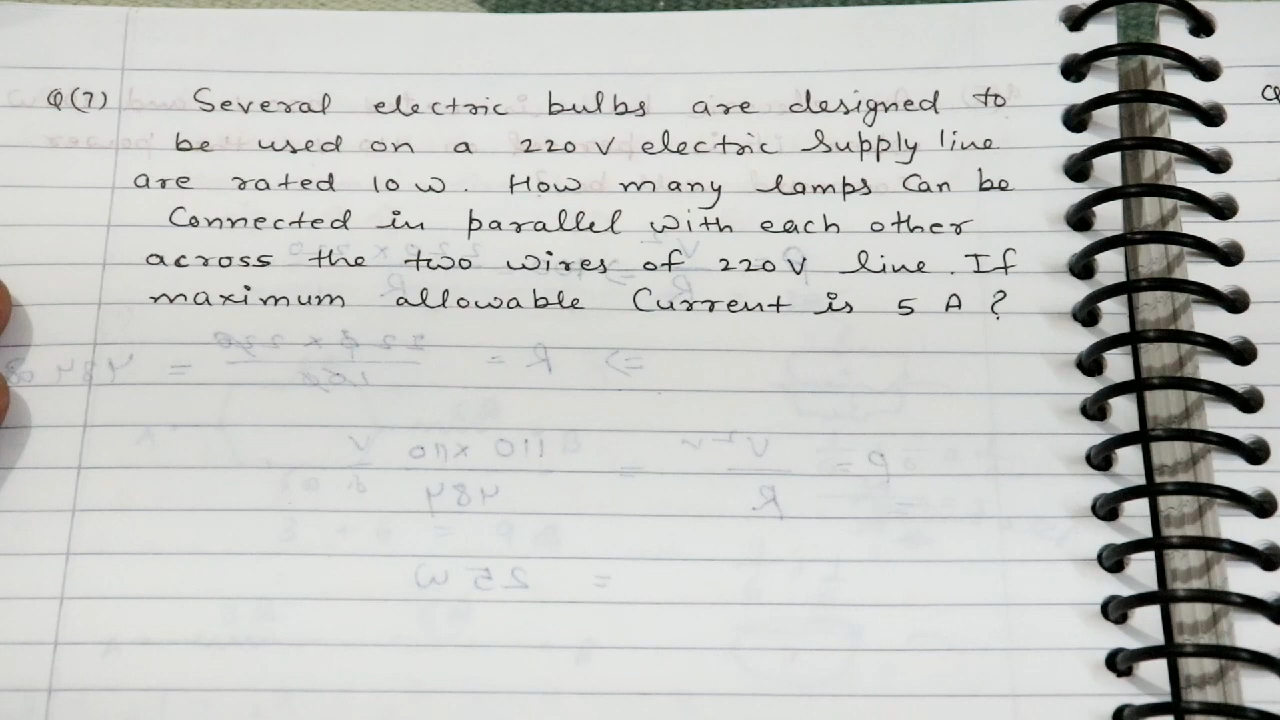 Q(7) Several electric bulbs are designed to
be used on a 220 V electric Supply line
are rated 10 W. How many lamps Can be
Connected in parallel with each other
across the two wires of 220 V line. If
maximum allowable Current is 5 A ?